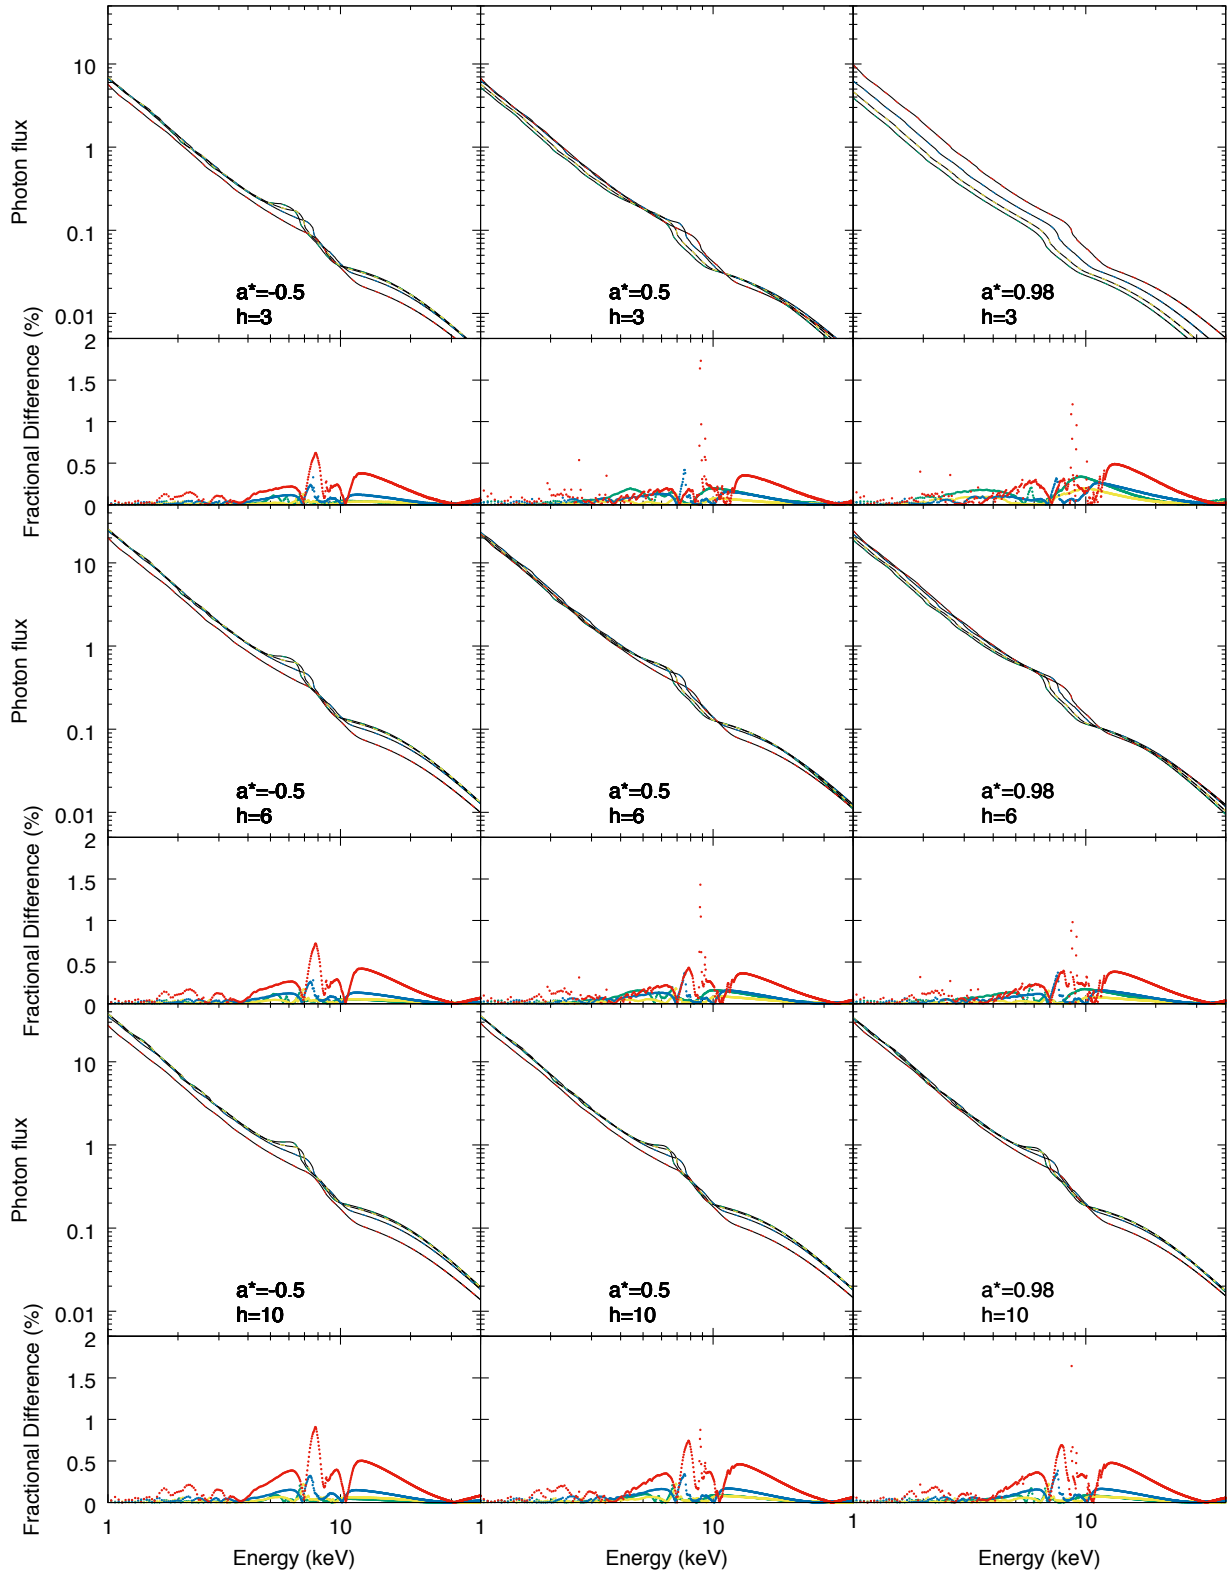 10
1
0.1
0.01
Photon flux
a*=-0.5
h=3
a*=0.5
h=3
a*=0.98
h=3
2
1.5
1
0.5
0
Fractional Difference (%)
10
1
0.1
0.01
Photon flux
a*=-0.5
h=6
a*=0.5
h=6
a*=0.98
h=6
2
1.5
1
0.5
0
Fractional Difference (%)
10
1
0.1
0.01
Photon flux
a*=-0.5
h=10
a*=0.5
h=10
a*=0.98
h=10
2
1.5
1
0.5
0
Fractional Difference (%)
1 10 1 10 1 10
Energy (keV) Energy (keV) Energy (keV)